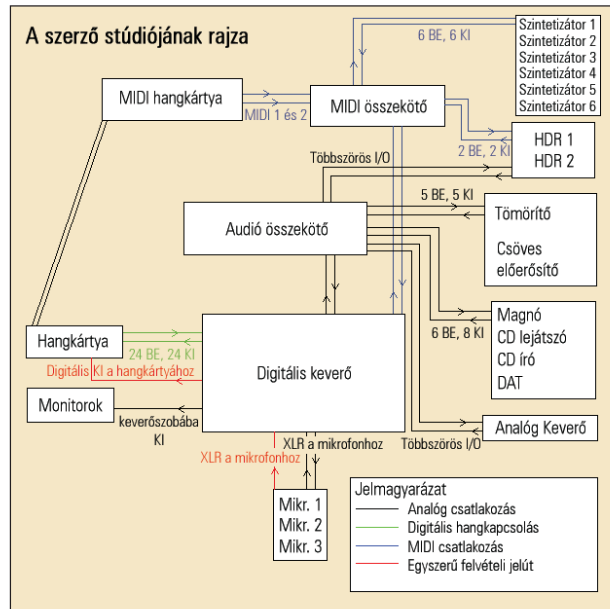 A szerző stúdiójának rajza
6 BE, 6 KI
Szintetizátor 1
Szintetizátor 2
Szintetizátor 3
Szintetizátor 4
Szintetizátor 5
Szintetizátor 6
MIDI hangkártya
MIDI 1 és 2
MIDI összekötő
2 BE, 2 KI
HDR 1
HDR 2
Többszörös I/O
5 BE, 5 KI
Audió összekötő
Tömörítő
Csöves
előerősítő
6 BE, 8 KI
Magnó
CD lejátszó
CD író
DAT
Hangkártya
24 BE, 24 KI
Digitális KI a hangkártyához
Digitális keverő
Monitorok
keverőszobába
KI
Analóg Keverő
Többszörös I/O
XLR a mikrofonhoz
XLR a mikrofonhoz
Mikr. 1
Mikr. 2
Mikr. 3
Jelmagyarázat
Analóg csatlakozás
Digitális hangkapcsolás
MIDI csatlakozás
Egyszerű felvételi jelút